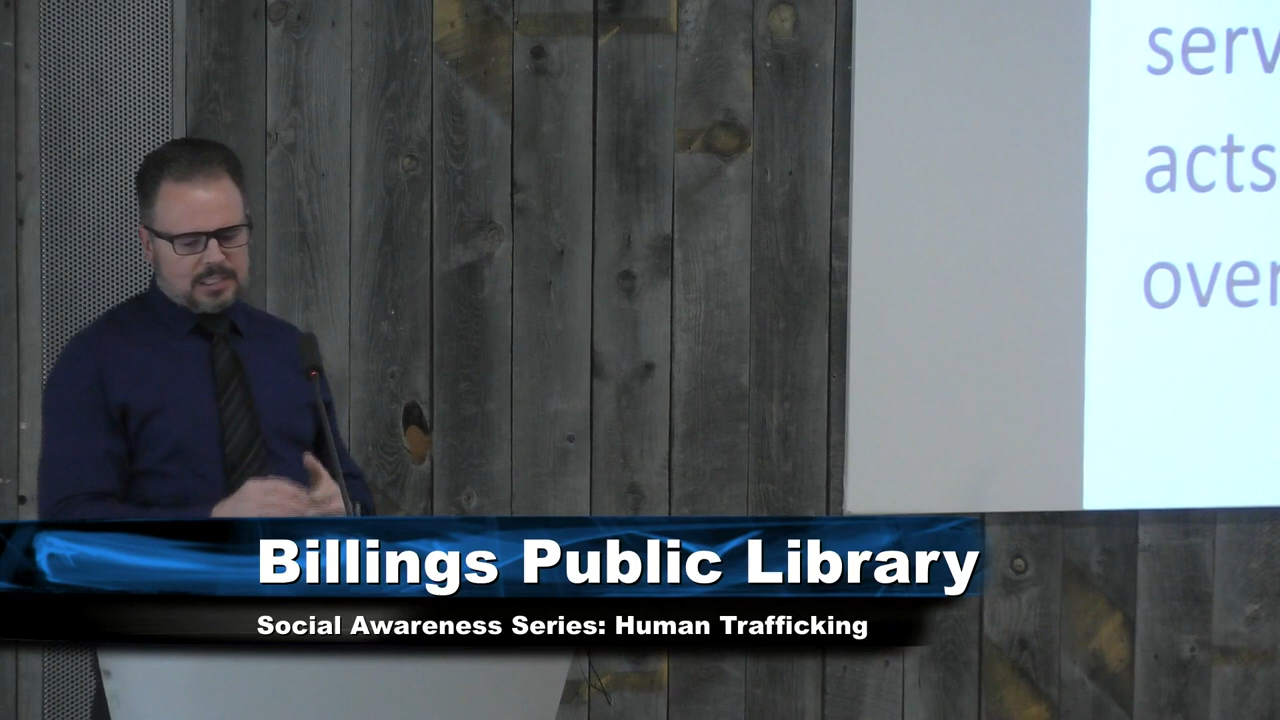 serv
acts
over
Billings Public Library
Social Awareness Series: Human Trafficking